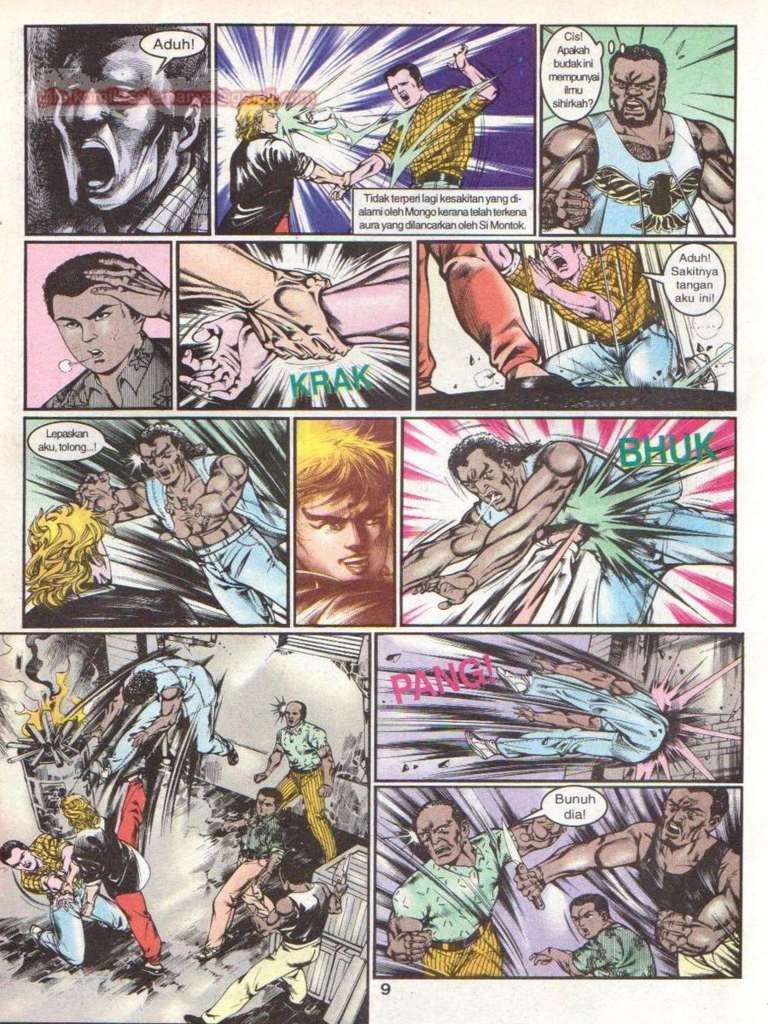 Aduh!
Cis!
Apakah
budak ini
mempunyai
ilmu
sihirkah?
Tidak terperi lagi kesakitan yang di-
alami oleh Mongo kerana telah terkena
aura yang dilancarkan oleh Si Montok.
KRAK
Aduh!
Sakitnya
tangan
aku ini!
Lepaskan
aku, tolong...!
BHUK
PANG!
Bunuh
dia!
9